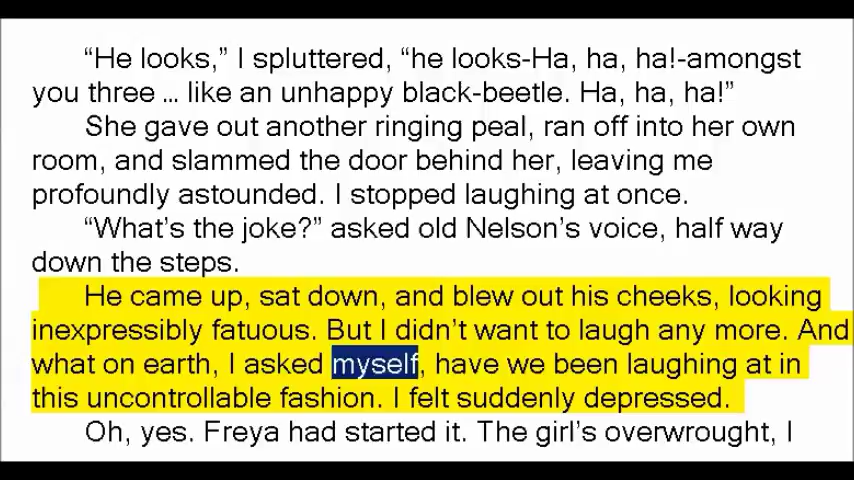 “He looks,” I spluttered, “he looks-Ha, ha, ha!-amongst
you three ... like an unhappy black-beetle. Ha, ha, ha!”
She gave out another ringing peal, ran off into her own
room, and slammed the door behind her, leaving me
profoundly astounded. I stopped laughing at once.
“What’s the joke?” asked old Nelson’s voice, half way
down the steps.
He came up, sat down, and blew out his cheeks, looking
inexpressibly fatuous. But I didn’t want to laugh any more. And
what on earth, I asked myself, have we been laughing at in
this uncontrollable fashion. I felt suddenly depressed.
Oh, yes. Freya had started it. The girl’s overwrought, I